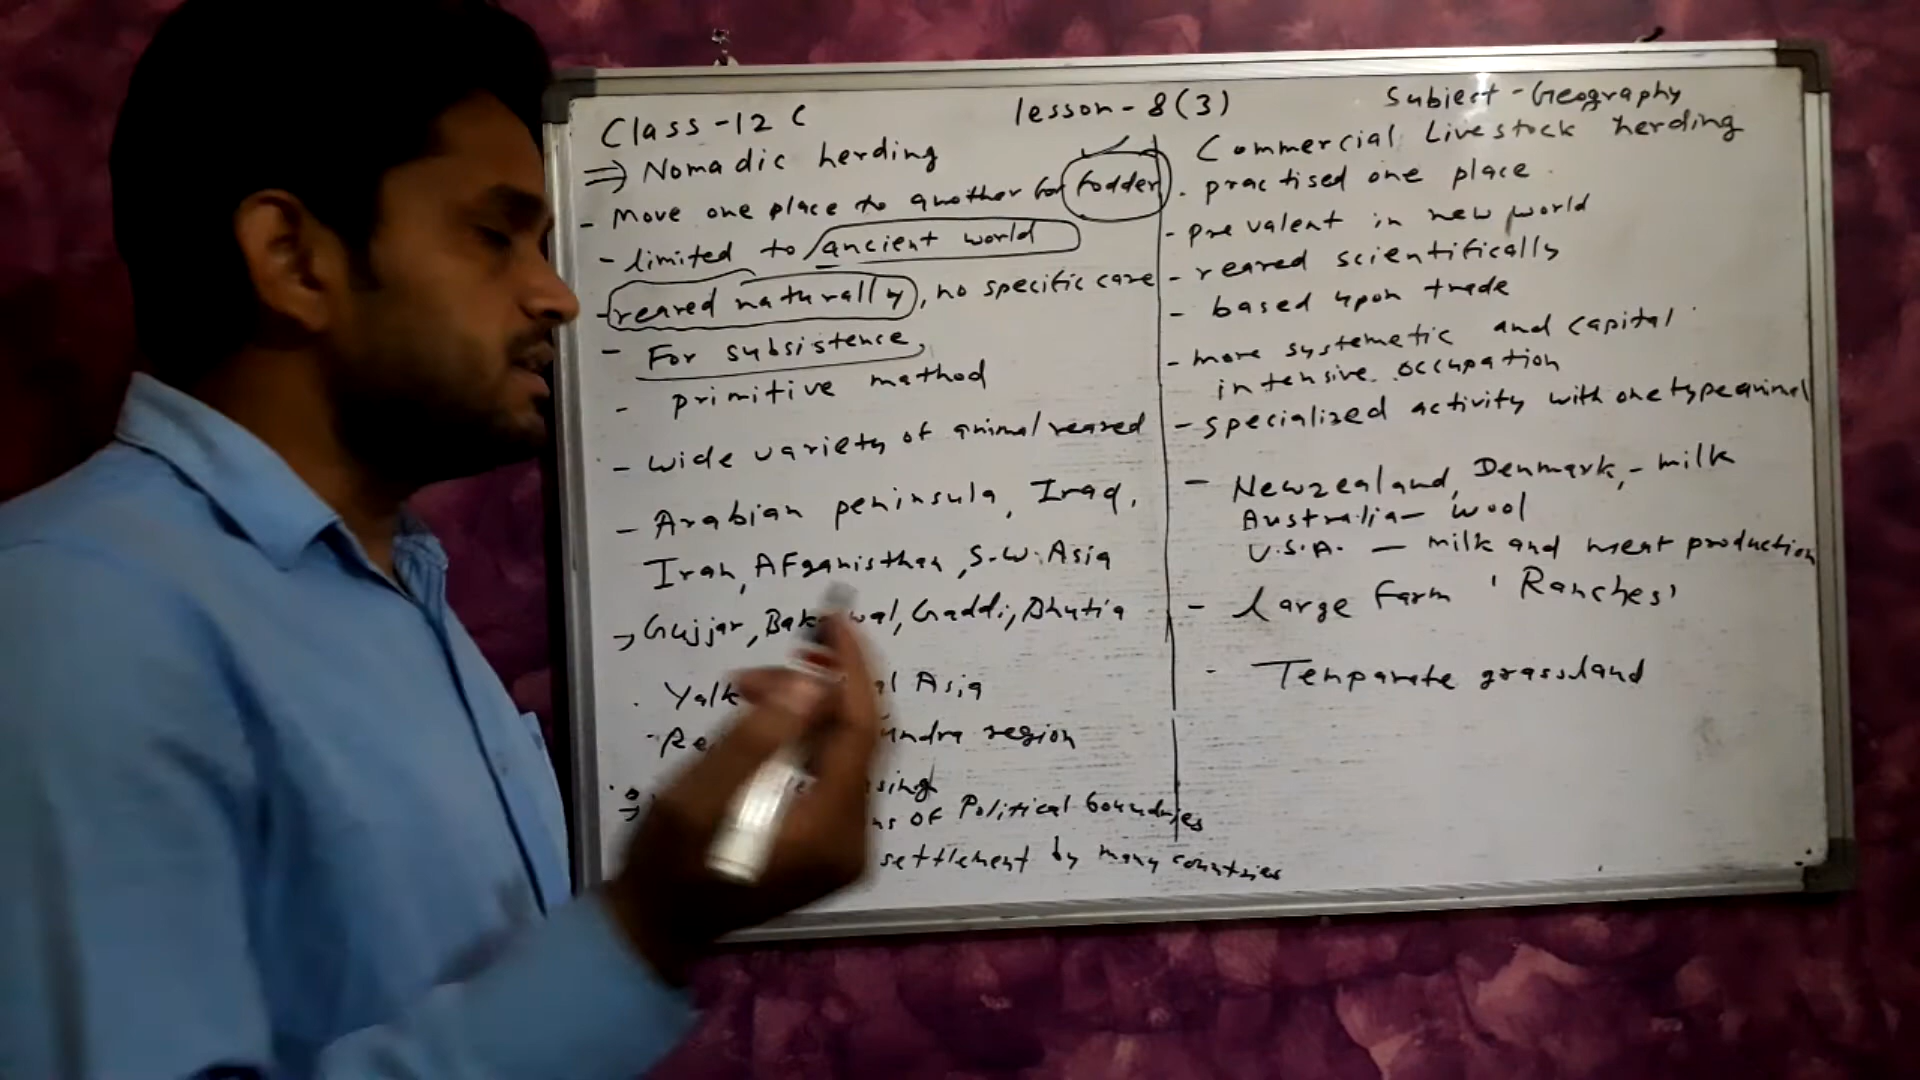 Class-12 C
lesson-8(3)
Subject-Geography
⇒ Nomadic herding
- Move one place to another for fodder
- limited to ancient world
- reared naturally, no specific care
- For subsistence,
- primitive mathod
- wide variety of animal reared
- Arabian peninsula, Iraq,
Iran, Afganisthan, S.W. Asia
→ Gujjar, Gaddi, Bhutia
. Yalk Asia
region
of Political boundries
settlement by many countries
Commercial Livestock herding
. practised one place.
- prevalent in new world
- reared scientifically
- based upon trade
- more systemetic and capital
intensive occupation
- specialized activity with one type animal
- Newzealand, Denmark, - milk
Australia - wool
U.S.A. - milk and meat production
- large farm 'Ranches'
- Temparate grassland